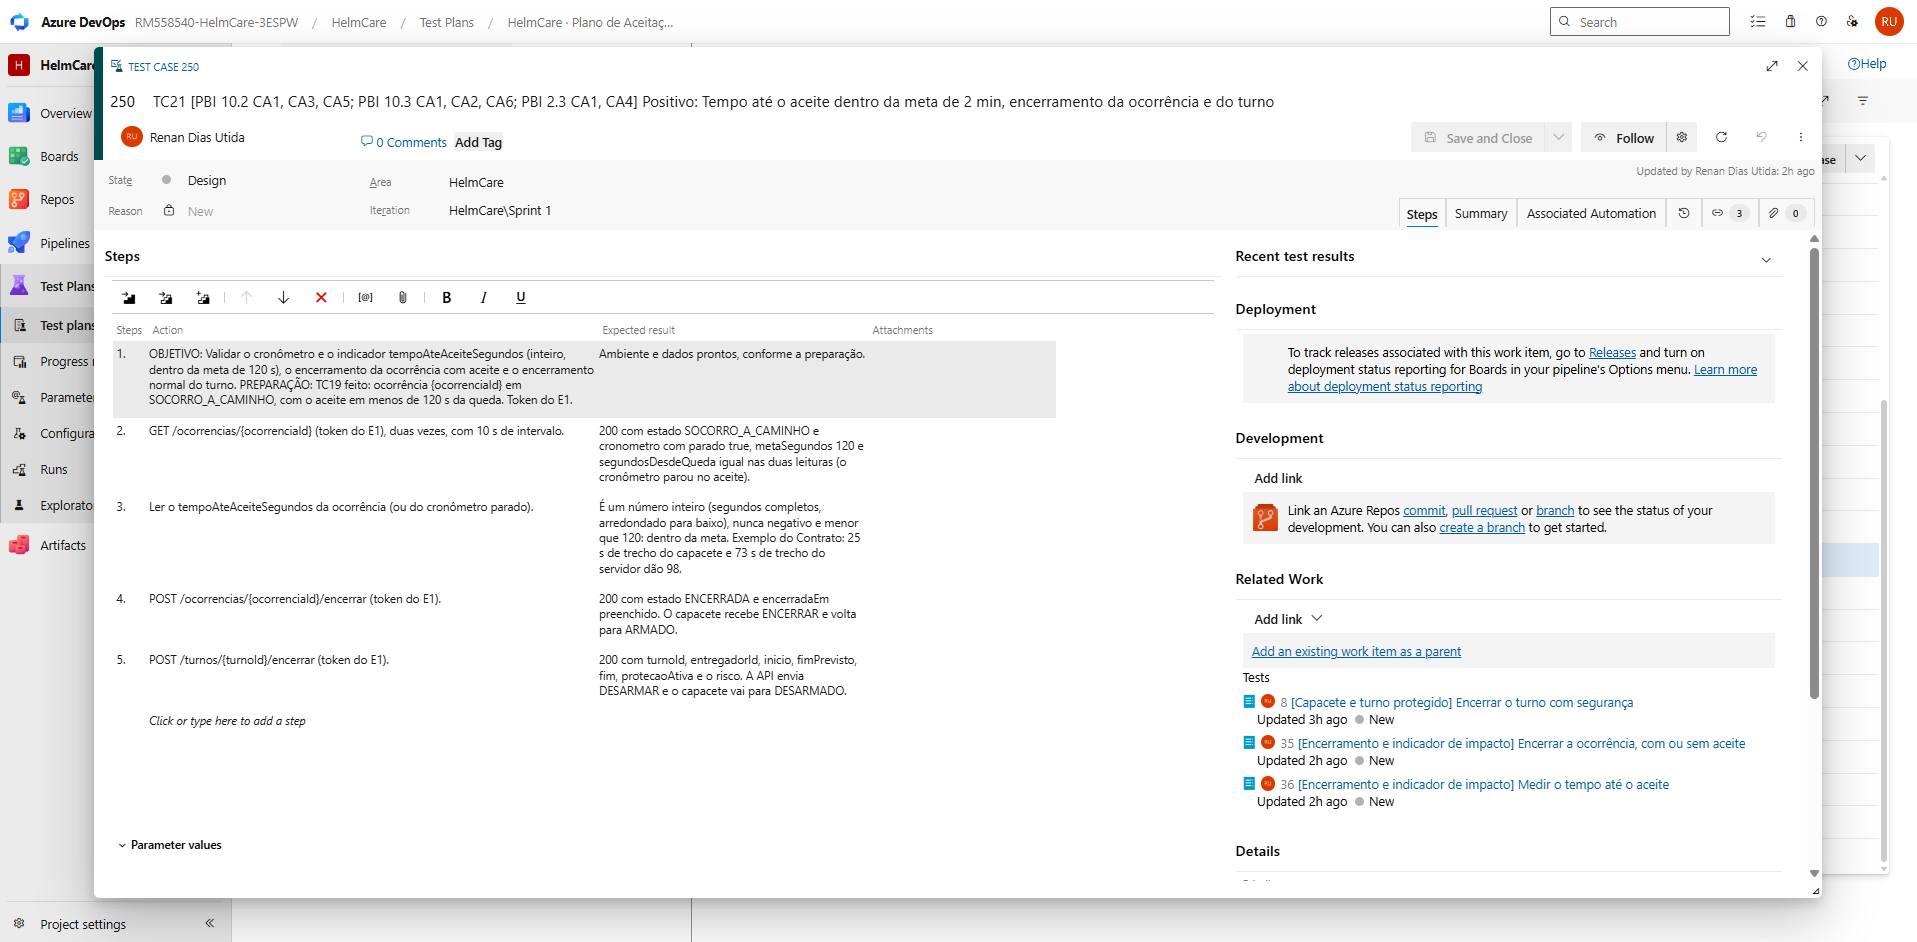 Azure DevOps RM558540-HelmCare-3ESPW / HelmCare / Test Plans / HelmCare · Plano de Aceitaç...
Search
RU
H HelmCare
Overview
Boards
Repos
Pipelines
Test Plans
Test plans
Progress
Parameter
Configura
Runs
Explorato
Artifacts
Project settings
Help
TEST CASE 250
250 TC21 [PBI 10.2 CA1, CA3, CA5; PBI 10.3 CA1, CA2, CA6; PBI 2.3 CA1, CA4] Positivo: Tempo até o aceite dentro da meta de 2 min, encerramento da ocorrência e do turno
RU Renan Dias Utida
0 Comments Add Tag
Save and Close
Follow
State Design
Area HelmCare
Updated by Renan Dias Utida: 2h ago
Reason New
Iteration HelmCare\Sprint 1
Steps Summary Associated Automation 3 0
Steps
B I U
Steps Action Expected result Attachments
1. OBJETIVO: Validar o cronômetro e o indicador tempoAteAceiteSegundos (inteiro,
dentro da meta de 120 s), o encerramento da ocorrência com aceite e o encerramento
normal do turno. PREPARAÇÃO: TC19 feito: ocorrência {ocorrenciaId} em
SOCORRO_A_CAMINHO, com o aceite em menos de 120 s da queda. Token do E1.
Ambiente e dados prontos, conforme a preparação.
2. GET /ocorrencias/{ocorrenciaId} (token do E1), duas vezes, com 10 s de intervalo.
200 com estado SOCORRO_A_CAMINHO e
cronometro com parado true, metaSegundos 120 e
segundosDesdeQueda igual nas duas leituras (o
cronômetro parou no aceite).
3. Ler o tempoAteAceiteSegundos da ocorrência (ou do cronômetro parado).
É um número inteiro (segundos completos,
arredondado para baixo), nunca negativo e menor
que 120: dentro da meta. Exemplo do Contrato: 25
s de trecho do capacete e 73 s de trecho do
servidor dão 98.
4. POST /ocorrencias/{ocorrenciaId}/encerrar (token do E1).
200 com estado ENCERRADA e encerradaEm
preenchido. O capacete recebe ENCERRAR e volta
para ARMADO.
5. POST /turnos/{turnoId}/encerrar (token do E1).
200 com turnoId, entregadorId, inicio, fimPrevisto,
fim, protecaoAtiva e o risco. A API envia
DESARMAR e o capacete vai para DESARMADO.
Click or type here to add a step
Parameter values
Recent test results
Deployment
To track releases associated with this work item, go to Releases and turn on
deployment status reporting for Boards in your pipeline's Options menu. Learn more
about deployment status reporting
Development
Add link
Link an Azure Repos commit, pull request or branch to see the status of your
development. You can also create a branch to get started.
Related Work
Add link
Add an existing work item as a parent
Tests
RU 8 [Capacete e turno protegido] Encerrar o turno com segurança
Updated 3h ago New
RU 35 [Encerramento e indicador de impacto] Encerrar a ocorrência, com ou sem aceite
Updated 2h ago New
RU 36 [Encerramento e indicador de impacto] Medir o tempo até o aceite
Updated 2h ago New
Details